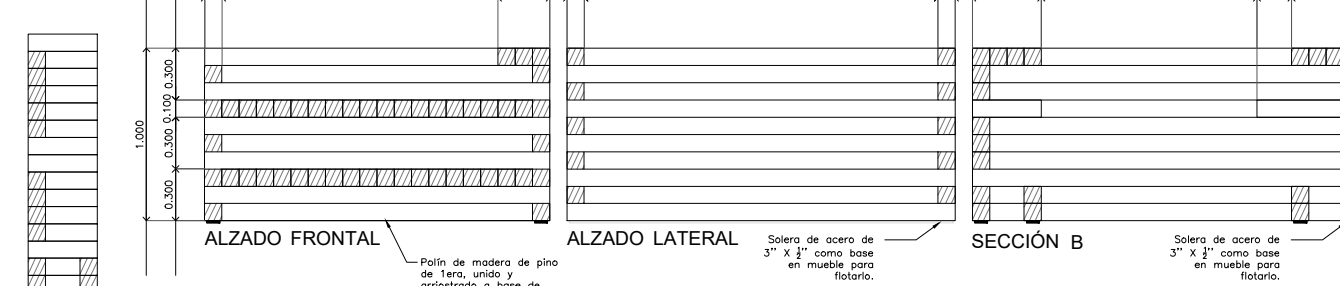 1.000
0.300
0.100
0.300
0.300
ALZADO FRONTAL
Polín de madera de pino
de 1era, unido y
arriostrado a base de
ALZADO LATERAL
Solera de acero de
3" X ½" como base
en mueble para
flotarlo.
SECCIÓN B
Solera de acero de
3" X ½" como base
en mueble para
flotarlo.